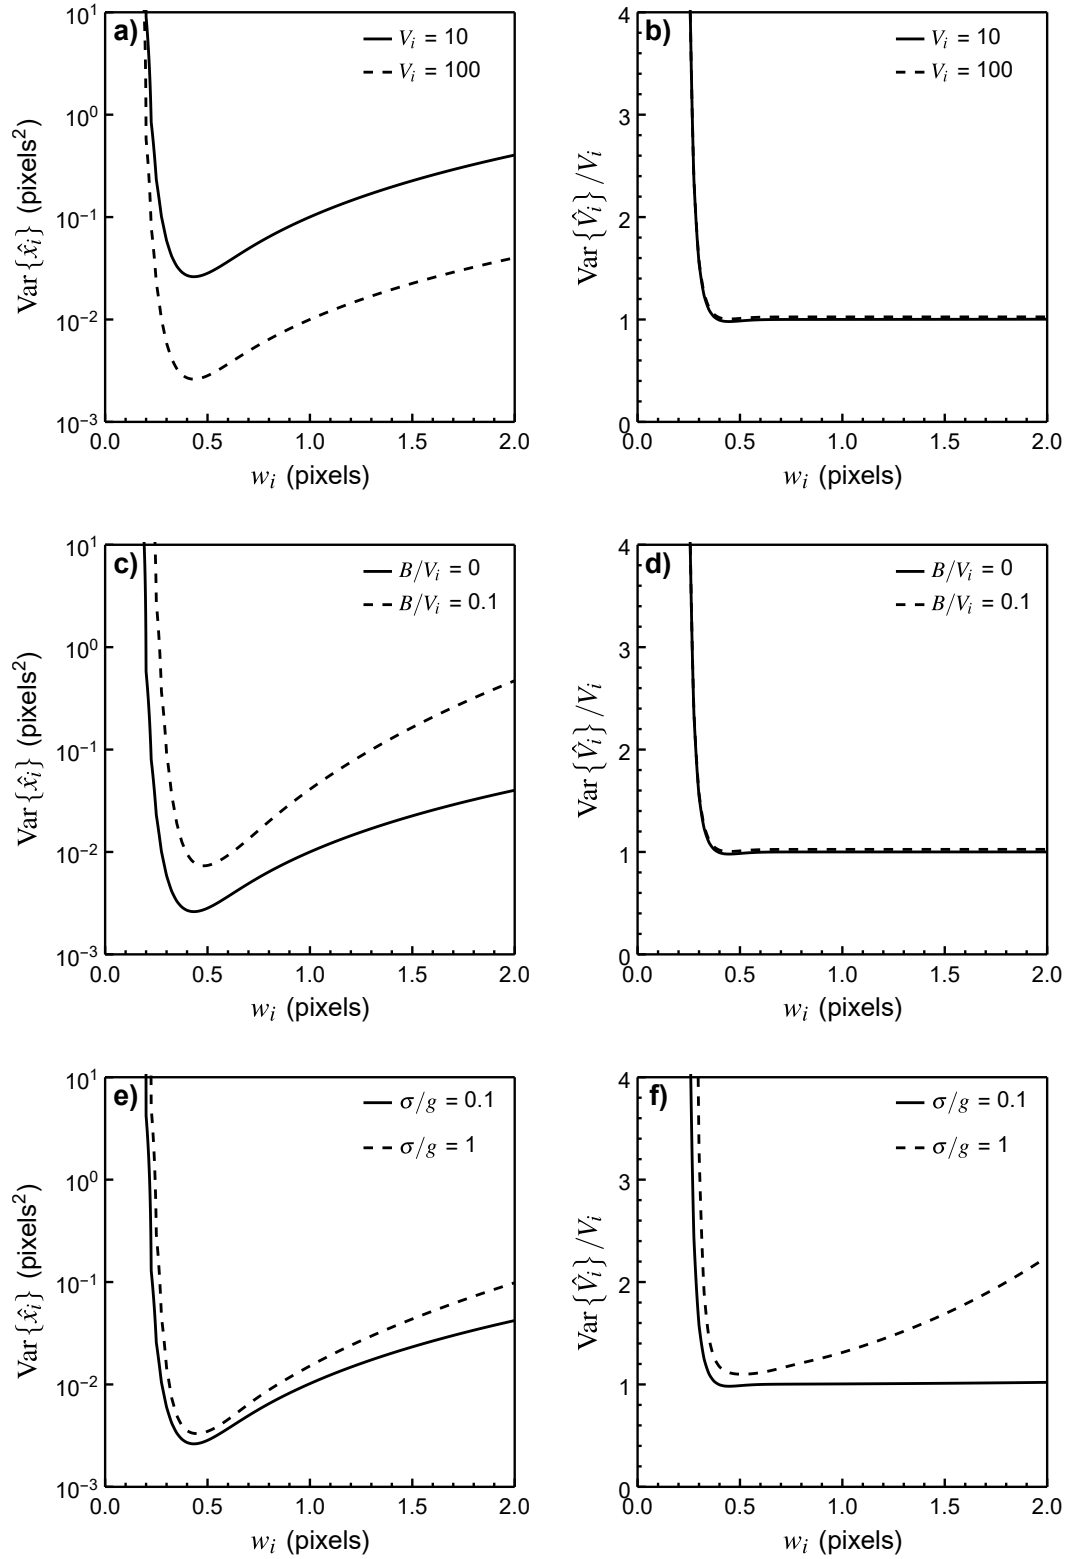 a)
V_i = 10
V_i = 100
10^1
10^0
10^−1
10^−2
10^−3
Var{x̂_i} (pixels^2)
0.0 0.5 1.0 1.5 2.0
w_i (pixels)
b)
V_i = 10
V_i = 100
4
3
2
1
0
Var{V̂_i}/V_i
0.0 0.5 1.0 1.5 2.0
w_i (pixels)
c)
B/V_i = 0
B/V_i = 0.1
10^1
10^0
10^−1
10^−2
10^−3
Var{x̂_i} (pixels^2)
0.0 0.5 1.0 1.5 2.0
w_i (pixels)
d)
B/V_i = 0
B/V_i = 0.1
4
3
2
1
0
Var{V̂_i}/V_i
0.0 0.5 1.0 1.5 2.0
w_i (pixels)
e)
σ/g = 0.1
σ/g = 1
10^1
10^0
10^−1
10^−2
10^−3
Var{x̂_i} (pixels^2)
0.0 0.5 1.0 1.5 2.0
w_i (pixels)
f)
σ/g = 0.1
σ/g = 1
4
3
2
1
0
Var{V̂_i}/V_i
0.0 0.5 1.0 1.5 2.0
w_i (pixels)